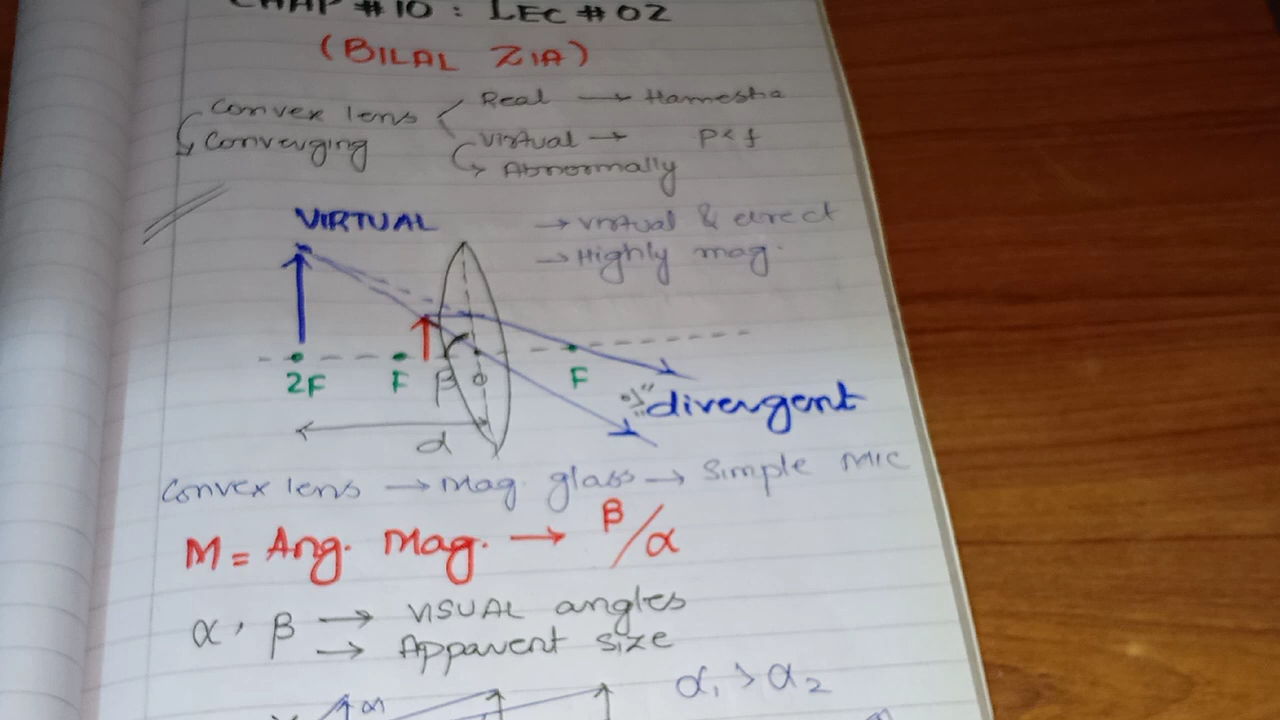 CHAP #10 : LEC #02
(BILAL ZIA)
Convex lens Real → Hamesha
Converging Virtual → P<f
Abnormally
VIRTUAL → virtual & erect
→ Highly mag.
2F F β F
"divergent
d
Convex lens → Mag. glass → Simple mic
M = Ang. Mag. → β/α
α, β → VISUAL angles
→ Apparent size
α₁ > α₂